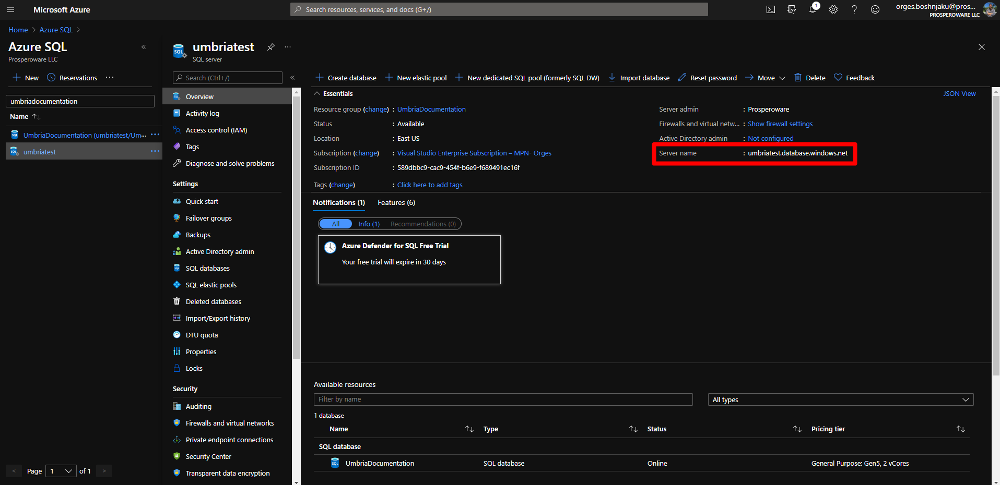 Microsoft Azure
Search resources, services, and docs (G+/)
1
orges.boshnjaku@pros...
PROSPEROWARE LLC
Home > Azure SQL >
Azure SQL
Prosperoware LLC
New
Reservations
umbriadocumentation
Name
UmbriaDocumentation (umbriatest/Um...
umbriatest
< Page 1 of 1 >
umbriatest
SQL server
Search (Ctrl+/)
Overview
Activity log
Access control (IAM)
Tags
Diagnose and solve problems
Settings
Quick start
Failover groups
Backups
Active Directory admin
SQL databases
SQL elastic pools
Deleted databases
Import/Export history
DTU quota
Properties
Locks
Security
Auditing
Firewalls and virtual networks
Private endpoint connections
Security Center
Transparent data encryption
Create database
New elastic pool
New dedicated SQL pool (formerly SQL DW)
Import database
Reset password
Move
Delete
Feedback
Essentials
JSON View
Resource group (change) : UmbriaDocumentation
Status : Available
Location : East US
Subscription (change) : Visual Studio Enterprise Subscription – MPN- Orges
Subscription ID : 589dbbc9-cac9-454f-b6e9-f689491ec16f
Tags (change) : Click here to add tags
Server admin : Prosperoware
Firewalls and virtual netw... : Show firewall settings
Active Directory admin : Not configured
Server name : umbriatest.database.windows.net
Notifications (1) Features (6)
All Info (1) Recommendations (0)
Azure Defender for SQL Free Trial
Your free trial will expire in 30 days
Available resources
Filter by name
All types
1 database
Name Type Status Pricing tier
SQL database
UmbriaDocumentation SQL database Online General Purpose: Gen5, 2 vCores